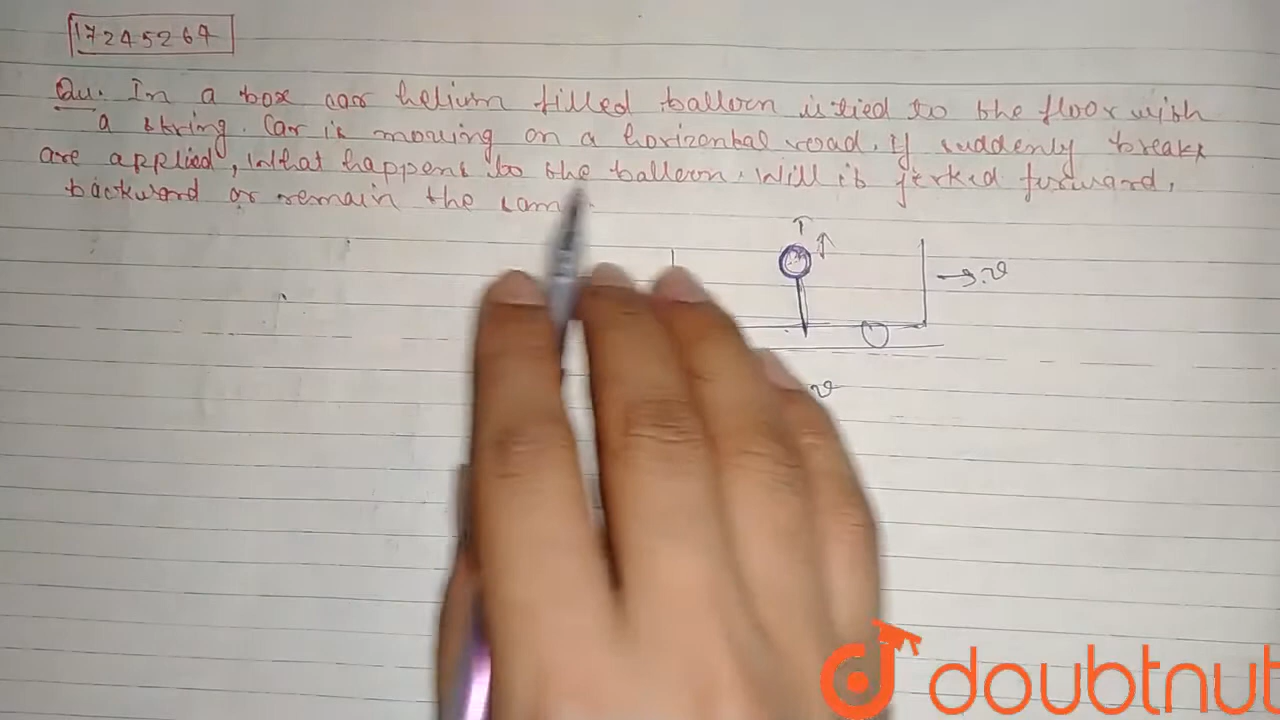 17245267
Qu. In a box car helium filled balloon is tied to the floor with
a string. Car is moving on a horizontal road. If suddenly breaks
are applied, What happens to the balloon. Will it jerked forward,
backward or remain the same
v
v
doubtnut